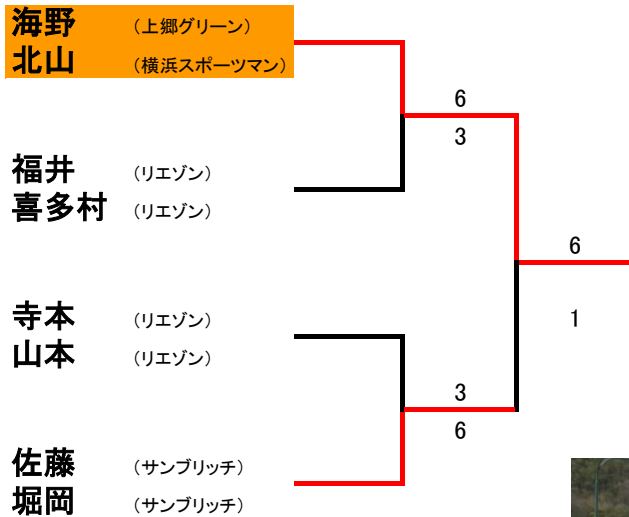 海野 (上郷グリーン)
北山 (横浜スポーツマン)
6
3
福井 (リエゾン)
喜多村 (リエゾン)
6
1
寺本 (リエゾン)
山本 (リエゾン)
3
6
佐藤 (サンブリッチ)
堀岡 (サンブリッチ)